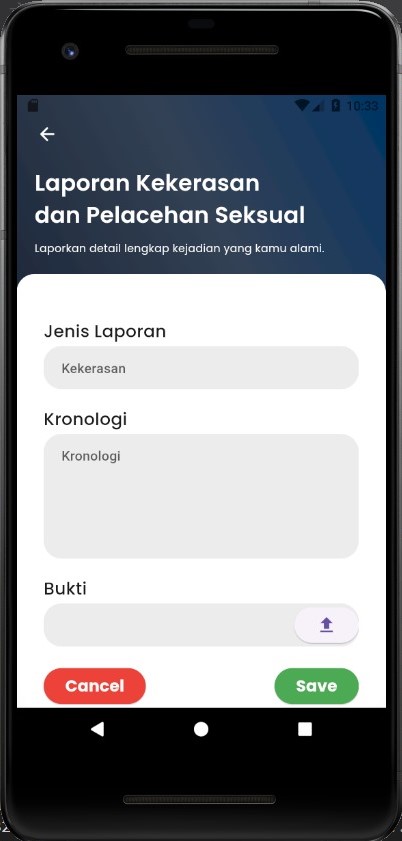 10:33
Laporan Kekerasan
dan Pelacehan Seksual
Laporkan detail lengkap kejadian yang kamu alami.
Jenis Laporan
Kekerasan
Kronologi
Kronologi
Bukti
Cancel
Save